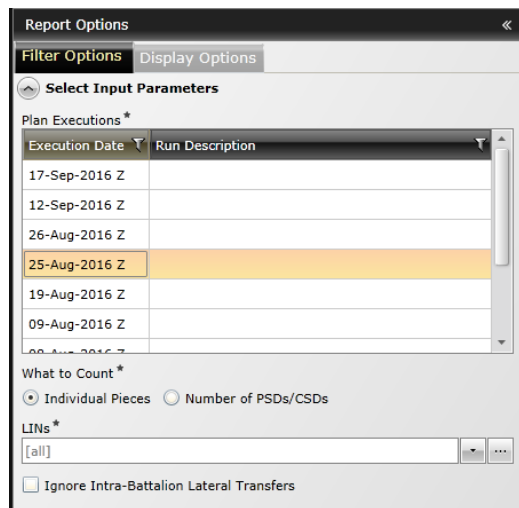 Report Options «
Filter Options Display Options
Select Input Parameters
Plan Executions *
Execution Date Run Description
17-Sep-2016 Z
12-Sep-2016 Z
26-Aug-2016 Z
25-Aug-2016 Z
19-Aug-2016 Z
09-Aug-2016 Z
What to Count *
Individual Pieces Number of PSDs/CSDs
LINs *
[all] ...
Ignore Intra-Battalion Lateral Transfers